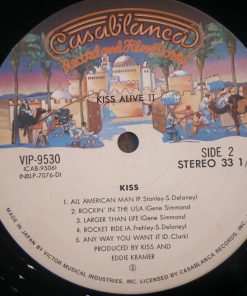 Casablanca
Record and FilmWorks
KISS ALIVE II
VIP-9530
(CAB-9506)
(NBLP-7076-D)
SIDE 2
STEREO 33 1/
KISS
1. ALL AMERICAN MAN (P. Stanley-S. Delaney)
2. ROCKIN' IN THE USA (Gene Simmons)
3. LARGER THAN LIFE (Gene Simmons)
4. ROCKET RIDE (A. Frehley-S. Delaney)
5. ANY WAY YOU WANT IT (D. Clark)
PRODUCED BY KISS and
EDDIE KRAMER
MADE IN JAPAN BY VICTOR MUSICAL INDUSTRIES, INC. LICENSED BY CASABLANCA RECORDS, INC.